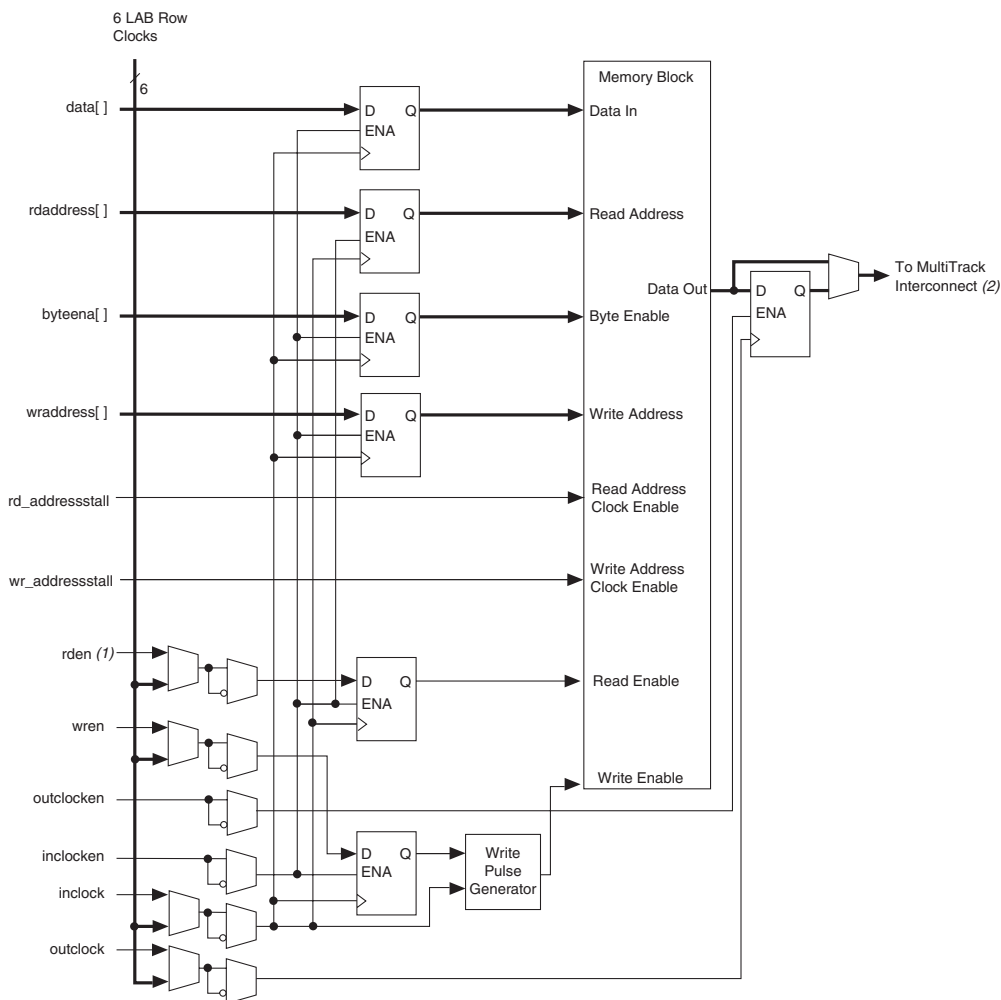 6 LAB Row
Clocks
6
data[ ]
D Q
ENA
Memory Block
Data In
rdaddress[ ]
D Q
ENA
Read Address
To MultiTrack
Interconnect (2)
Data Out
D Q
ENA
byteena[ ]
D Q
ENA
Byte Enable
wraddress[ ]
D Q
ENA
Write Address
rd_addressstall
Read Address
Clock Enable
wr_addressstall
Write Address
Clock Enable
rden (1)
D Q
ENA
Read Enable
wren
Write Enable
outclocken
inclocken
D Q
ENA
Write
Pulse
Generator
inclock
outclock